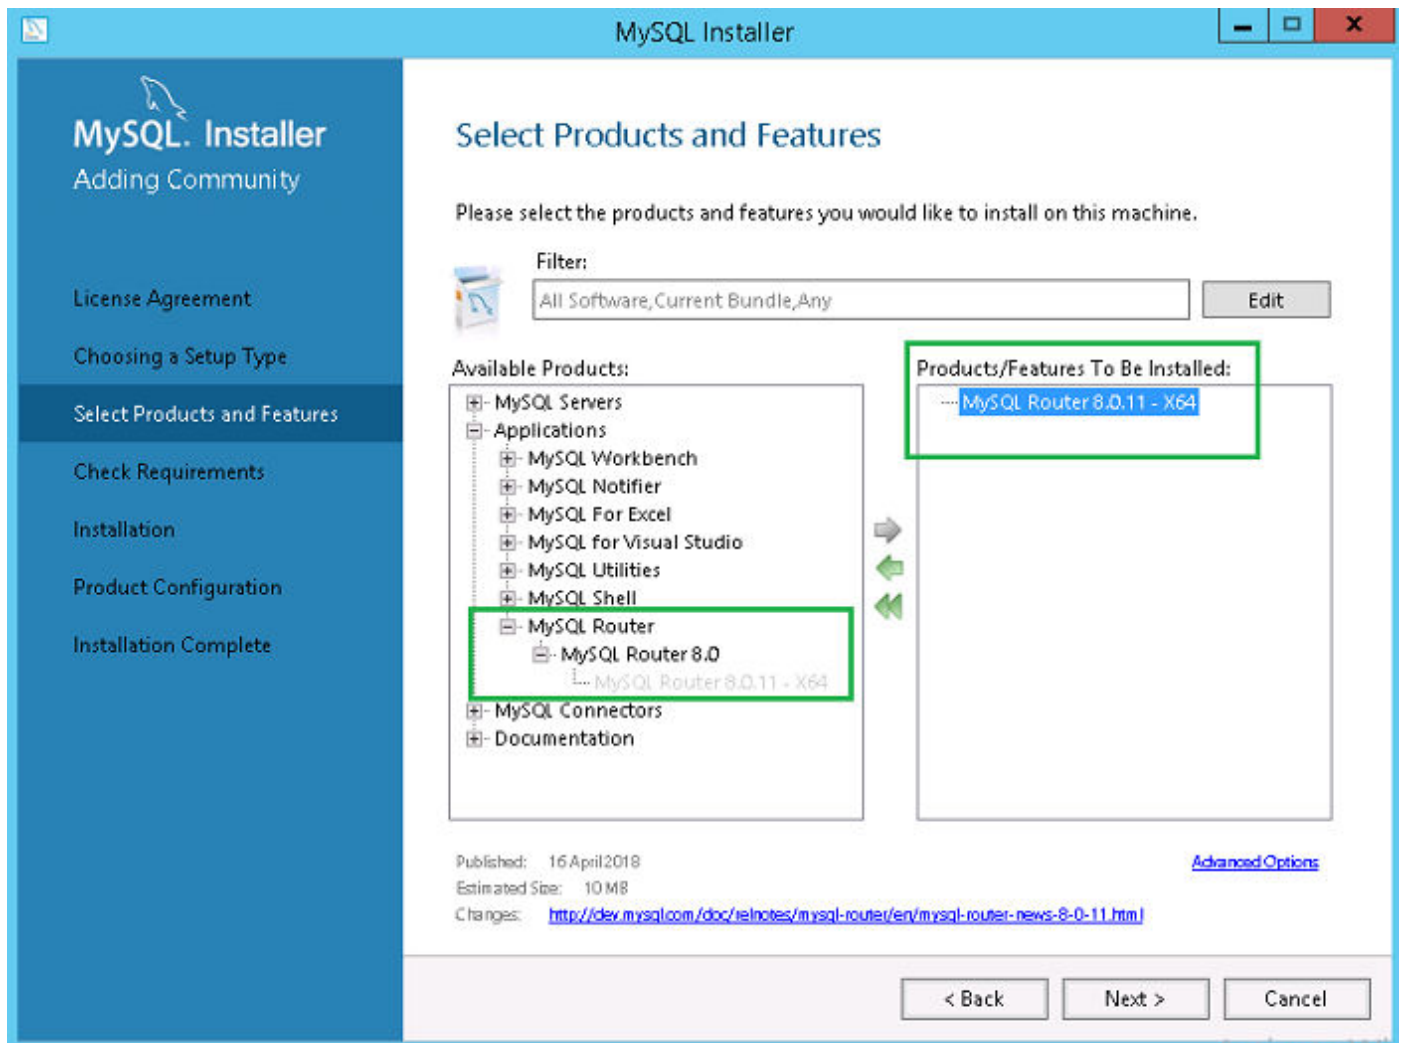 MySQL Installer
MySQL. Installer
Adding Community
License Agreement
Choosing a Setup Type
Select Products and Features
Check Requirements
Installation
Product Configuration
Installation Complete
Select Products and Features
Please select the products and features you would like to install on this machine.
Filter:
All Software,Current Bundle,Any
Edit
Available Products:
MySQL Servers
Applications
MySQL Workbench
MySQL Notifier
MySQL For Excel
MySQL for Visual Studio
MySQL Utilities
MySQL Shell
MySQL Router
MySQL Router 8.0
MySQL Router 8.0.11 - X64
MySQL Connectors
Documentation
Products/Features To Be Installed:
MySQL Router 8.0.11 - X64
Published: 16 April 2018
Advanced Options
Estimated Size: 10 MB
Changes: http://dev.mysql.com/doc/relnotes/mysql-router/en/mysql-router-news-8-0-11.html
< Back
Next >
Cancel